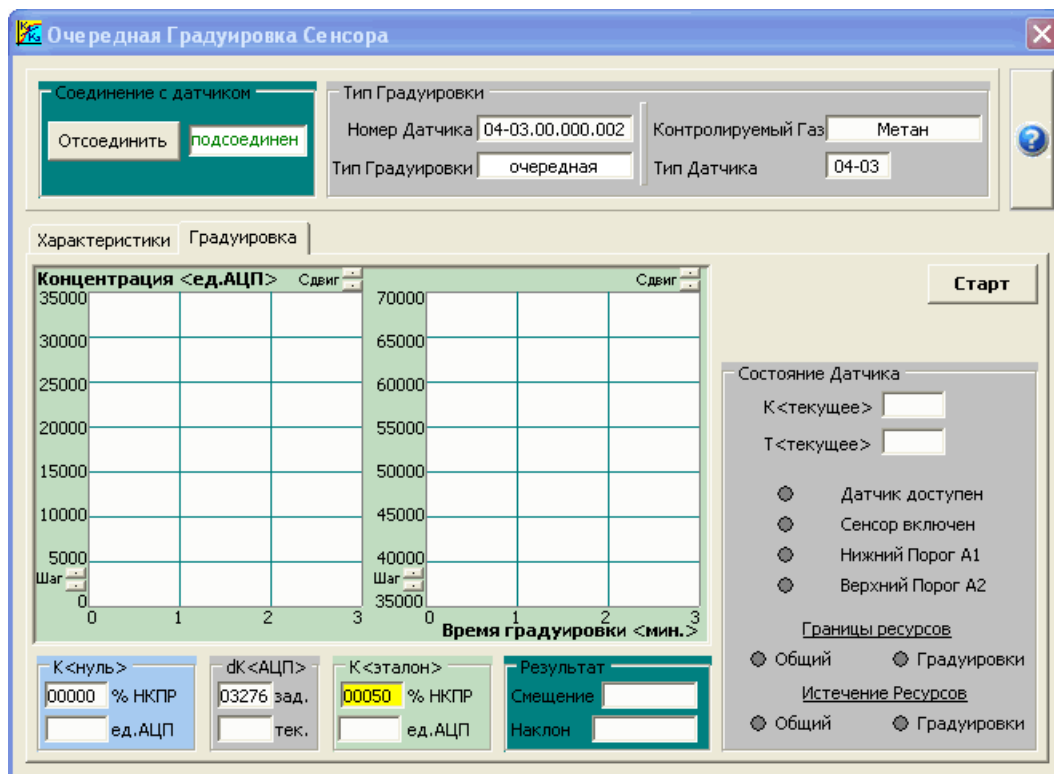 Очередная Градуировка Сенсора
Соединение с датчиком
Отсоединить подсоединен
Тип Градуировки
Номер Датчика 04-03.00.000.002 Контролируемый Газ Метан
Тип Градуировки очередная Тип Датчика 04-03
?
Характеристики Градуировка
Концентрация <ед.АЦП> Сдвиг
35000
30000
25000
20000
15000
10000
5000
Шаг
0
0 1 2 3
Сдвиг
70000
65000
60000
55000
50000
45000
40000
Шаг
35000
0 1 2 3
Время градуировки <мин.>
Старт
Состояние Датчика
К<текущее>
Т<текущее>
Датчик доступен
Сенсор включен
Нижний Порог А1
Верхний Порог А2
Границы ресурсов
Общий Градуировки
Истечение Ресурсов
Общий Градуировки
К<нуль>
00000 % НКПР
ед.АЦП
dК<АЦП>
03276 зад.
тек.
К<эталон>
00050 % НКПР
ед.АЦП
Результат
Смещение
Наклон